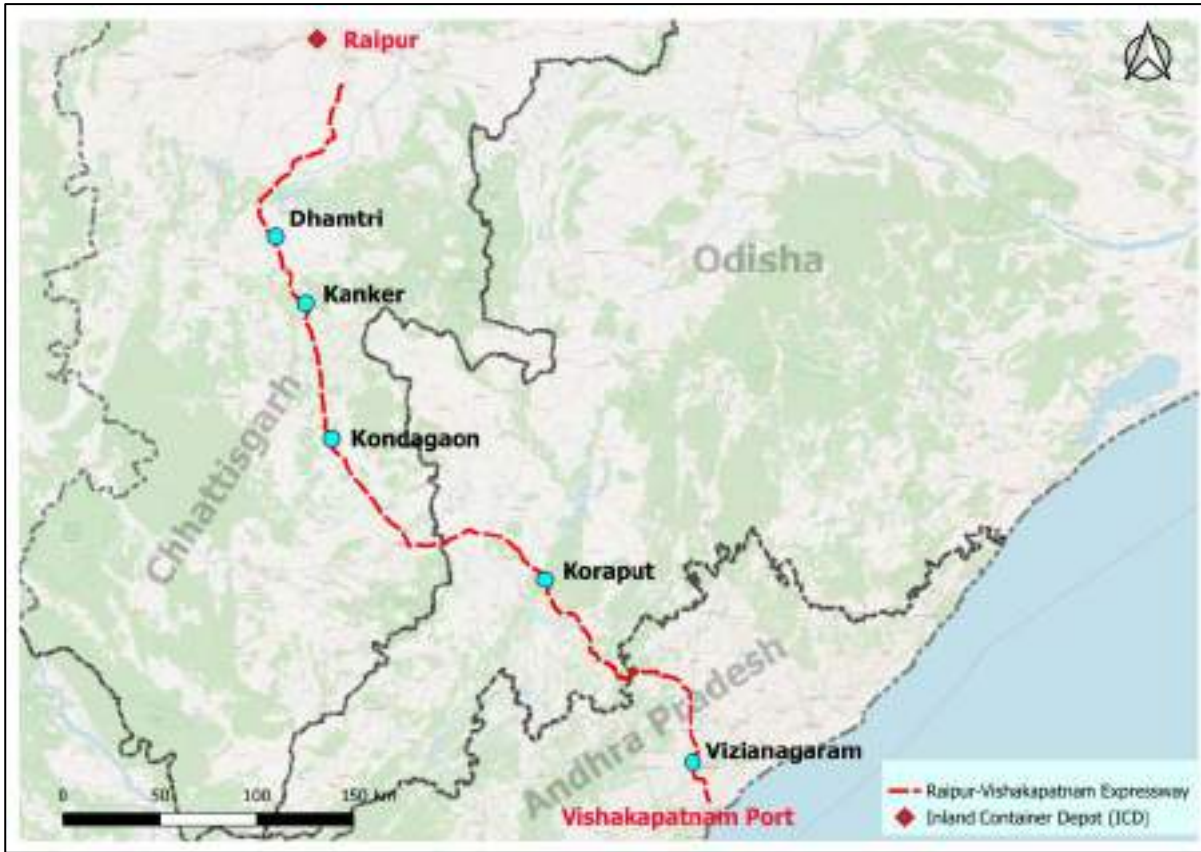 Raipur
Dhamtri
Odisha
Kanker
Chhattisgarh
Kondagaon
Koraput
Andhra Pradesh
Vizianagaram
0 50 100 150 km
Vishakapatnam Port
Raipur-Vishakapatnam Expressway
Inland Container Depot (ICD)